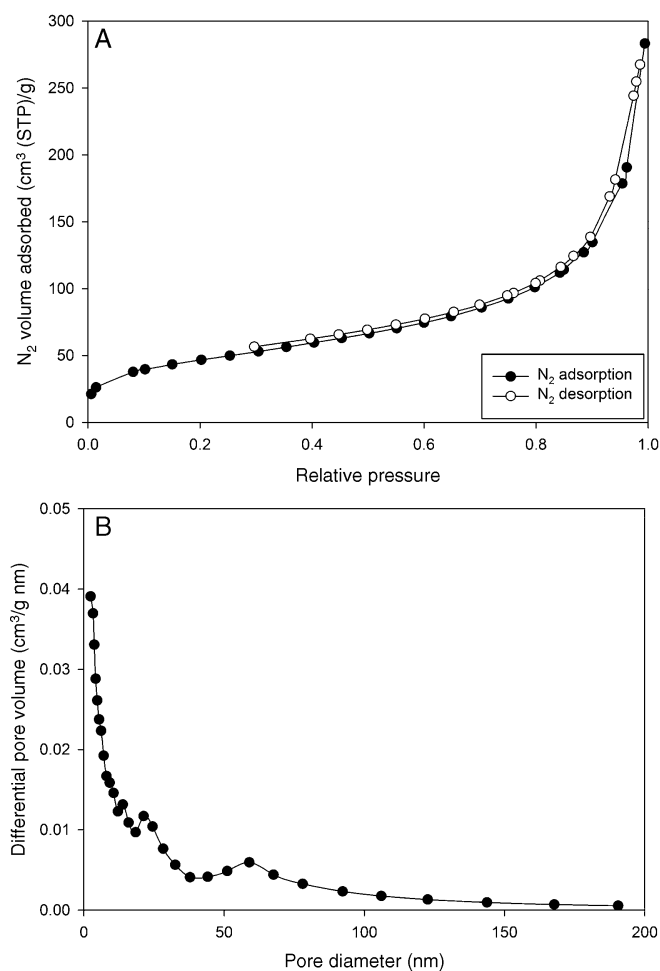 A
300
250
200
150
100
50
0
N2 volume adsorbed (cm³ (STP)/g)
N2 adsorption
N2 desorption
0.0 0.2 0.4 0.6 0.8 1.0
Relative pressure
B
0.05
0.04
0.03
0.02
0.01
0.00
Differential pore volume (cm³/g nm)
0 50 100 150 200
Pore diameter (nm)